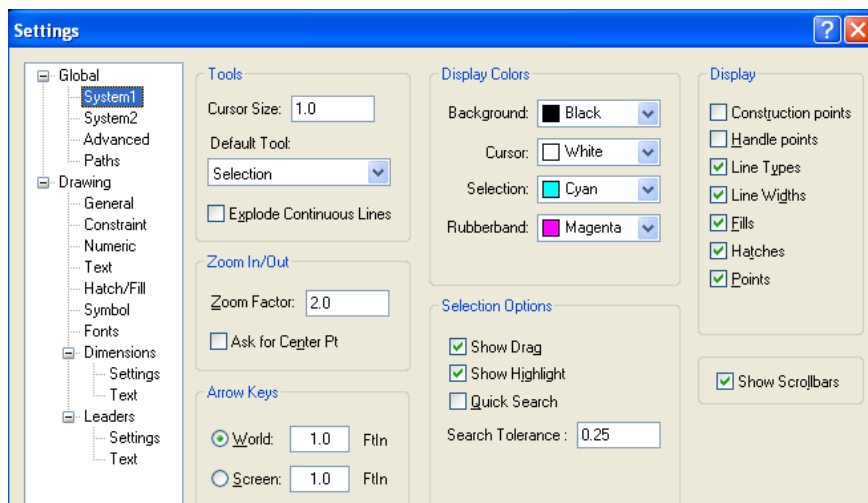 Settings
Global
System1
System2
Advanced
Paths
Drawing
General
Constraint
Numeric
Text
Hatch/Fill
Symbol
Fonts
Dimensions
Settings
Text
Leaders
Settings
Text
Tools
Cursor Size: 1.0
Default Tool:
Selection
Explode Continuous Lines
Zoom In/Out
Zoom Factor: 2.0
Ask for Center Pt
Arrow Keys
World: 1.0 FtIn
Screen: 1.0 FtIn
Display Colors
Background: Black
Cursor: White
Selection: Cyan
Rubberband: Magenta
Selection Options
Show Drag
Show Highlight
Quick Search
Search Tolerance : 0.25
Display
Construction points
Handle points
Line Types
Line Widths
Fills
Hatches
Points
Show Scrollbars